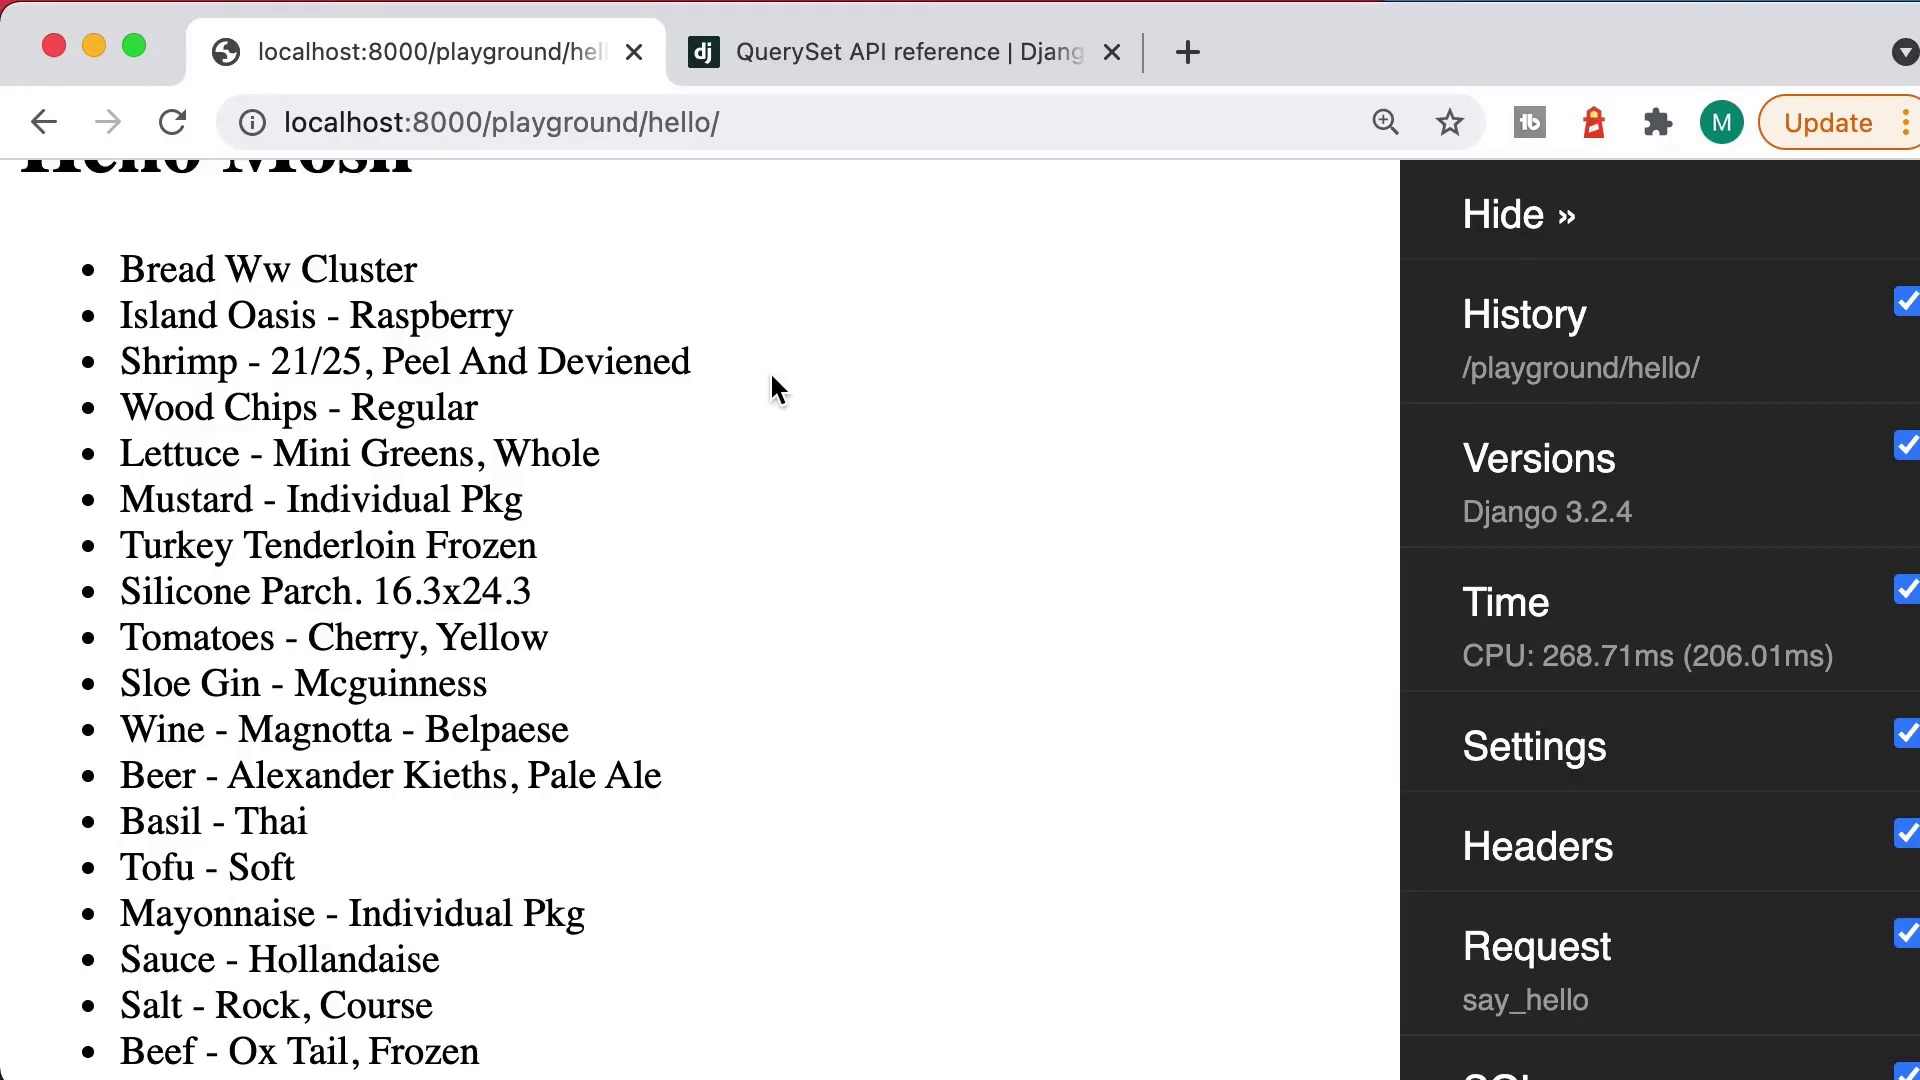 localhost:8000/playground/hel
QuerySet API reference | Djang
localhost:8000/playground/hello/
M
Update
Hello Mosh
Bread Ww Cluster
Island Oasis - Raspberry
Shrimp - 21/25, Peel And Deviened
Wood Chips - Regular
Lettuce - Mini Greens, Whole
Mustard - Individual Pkg
Turkey Tenderloin Frozen
Silicone Parch. 16.3x24.3
Tomatoes - Cherry, Yellow
Sloe Gin - Mcguinness
Wine - Magnotta - Belpaese
Beer - Alexander Kieths, Pale Ale
Basil - Thai
Tofu - Soft
Mayonnaise - Individual Pkg
Sauce - Hollandaise
Salt - Rock, Course
Beef - Ox Tail, Frozen
Hide »
History
/playground/hello/
Versions
Django 3.2.4
Time
CPU: 268.71ms (206.01ms)
Settings
Headers
Request
say_hello